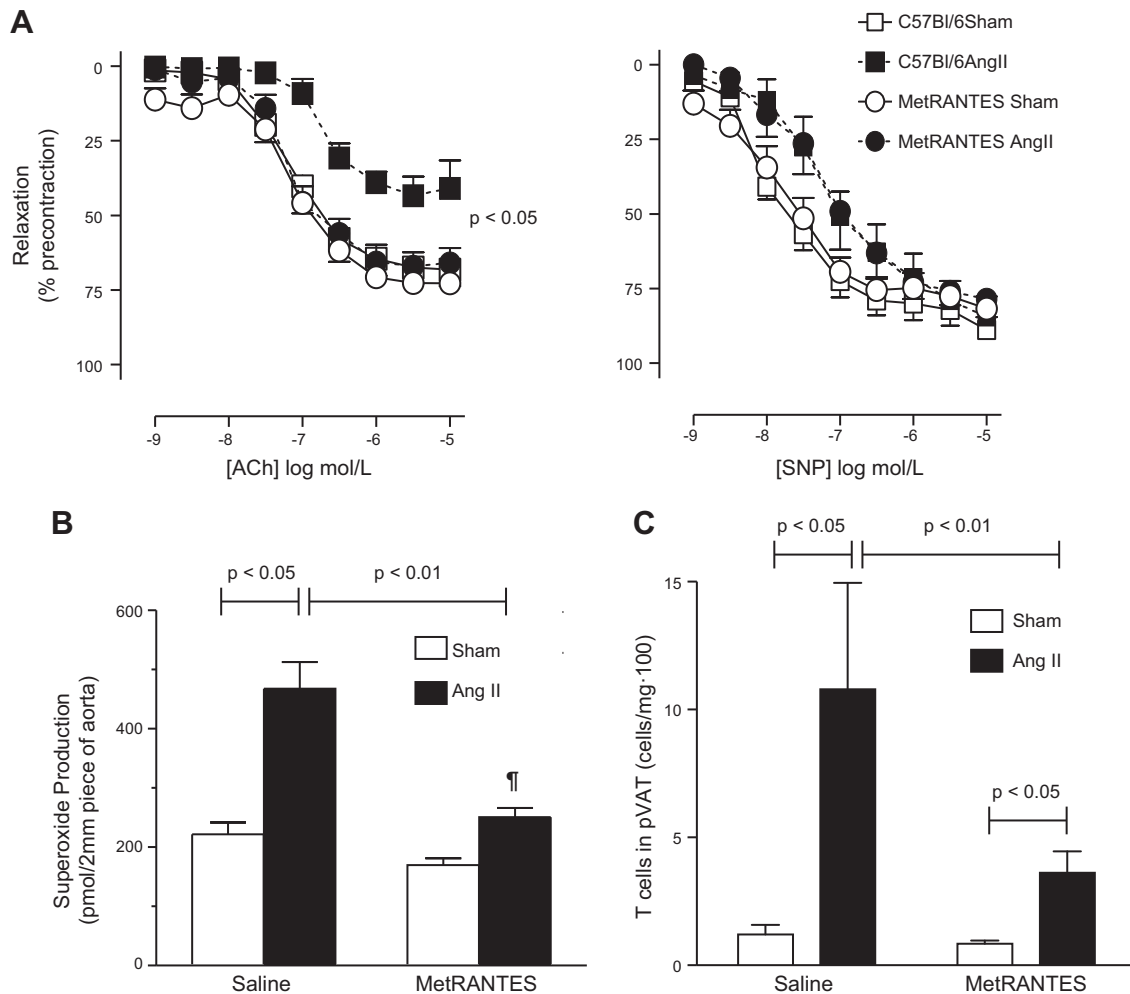 A
C57Bl/6Sham
C57Bl/6AngII
MetRANTES Sham
MetRANTES AngII
Relaxation
(% precontraction)
0
25
50
75
100
p < 0.05
-9
-8
-7
-6
-5
[ACh] log mol/L
0
25
50
75
100
-9
-8
-7
-6
-5
[SNP] log mol/L
B
p < 0.05
p < 0.01
Superoxide Production
(pmol/2mm piece of aorta)
600
400
200
0
Sham
Ang II
¶
Saline
MetRANTES
C
p < 0.05
p < 0.01
T cells in pVAT (cells/mg·100)
15
10
5
0
Sham
Ang II
p < 0.05
Saline
MetRANTES